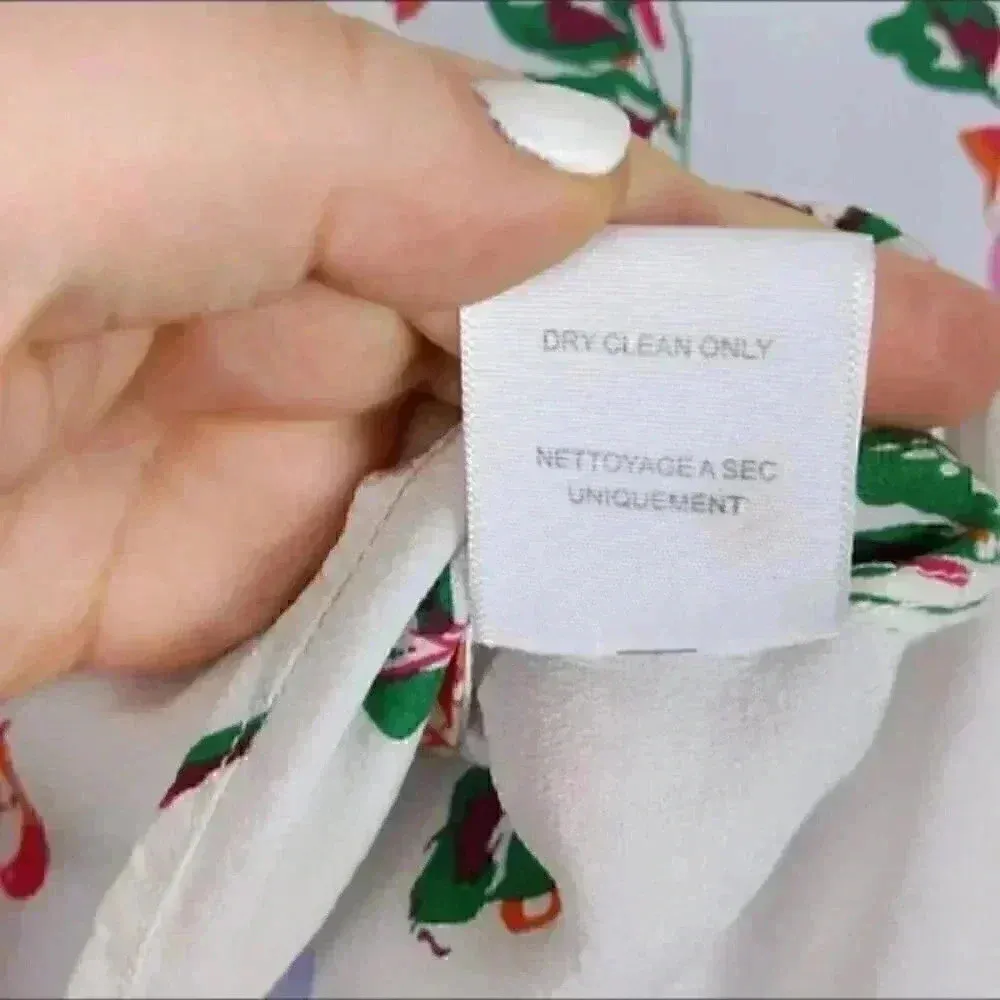 DRY CLEAN ONLY
NETTOYAGE A SEC
UNIQUEMENT